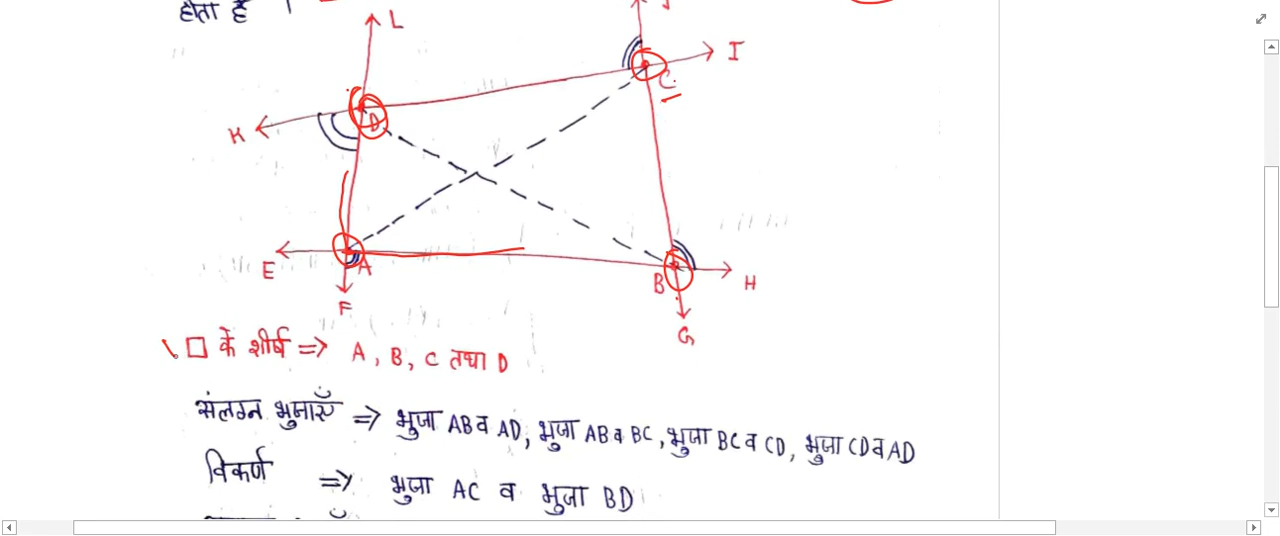 होता है ।
L
I
C
K
D
E
A
F
B
H
G
□ के शीर्ष => A, B, C तथा D
संलग्न भुजाएँ => भुजा AB व AD, भुजा AB व BC, भुजा BC व CD, भुजा CD व AD
विकर्ण => भुजा AC व भुजा BD